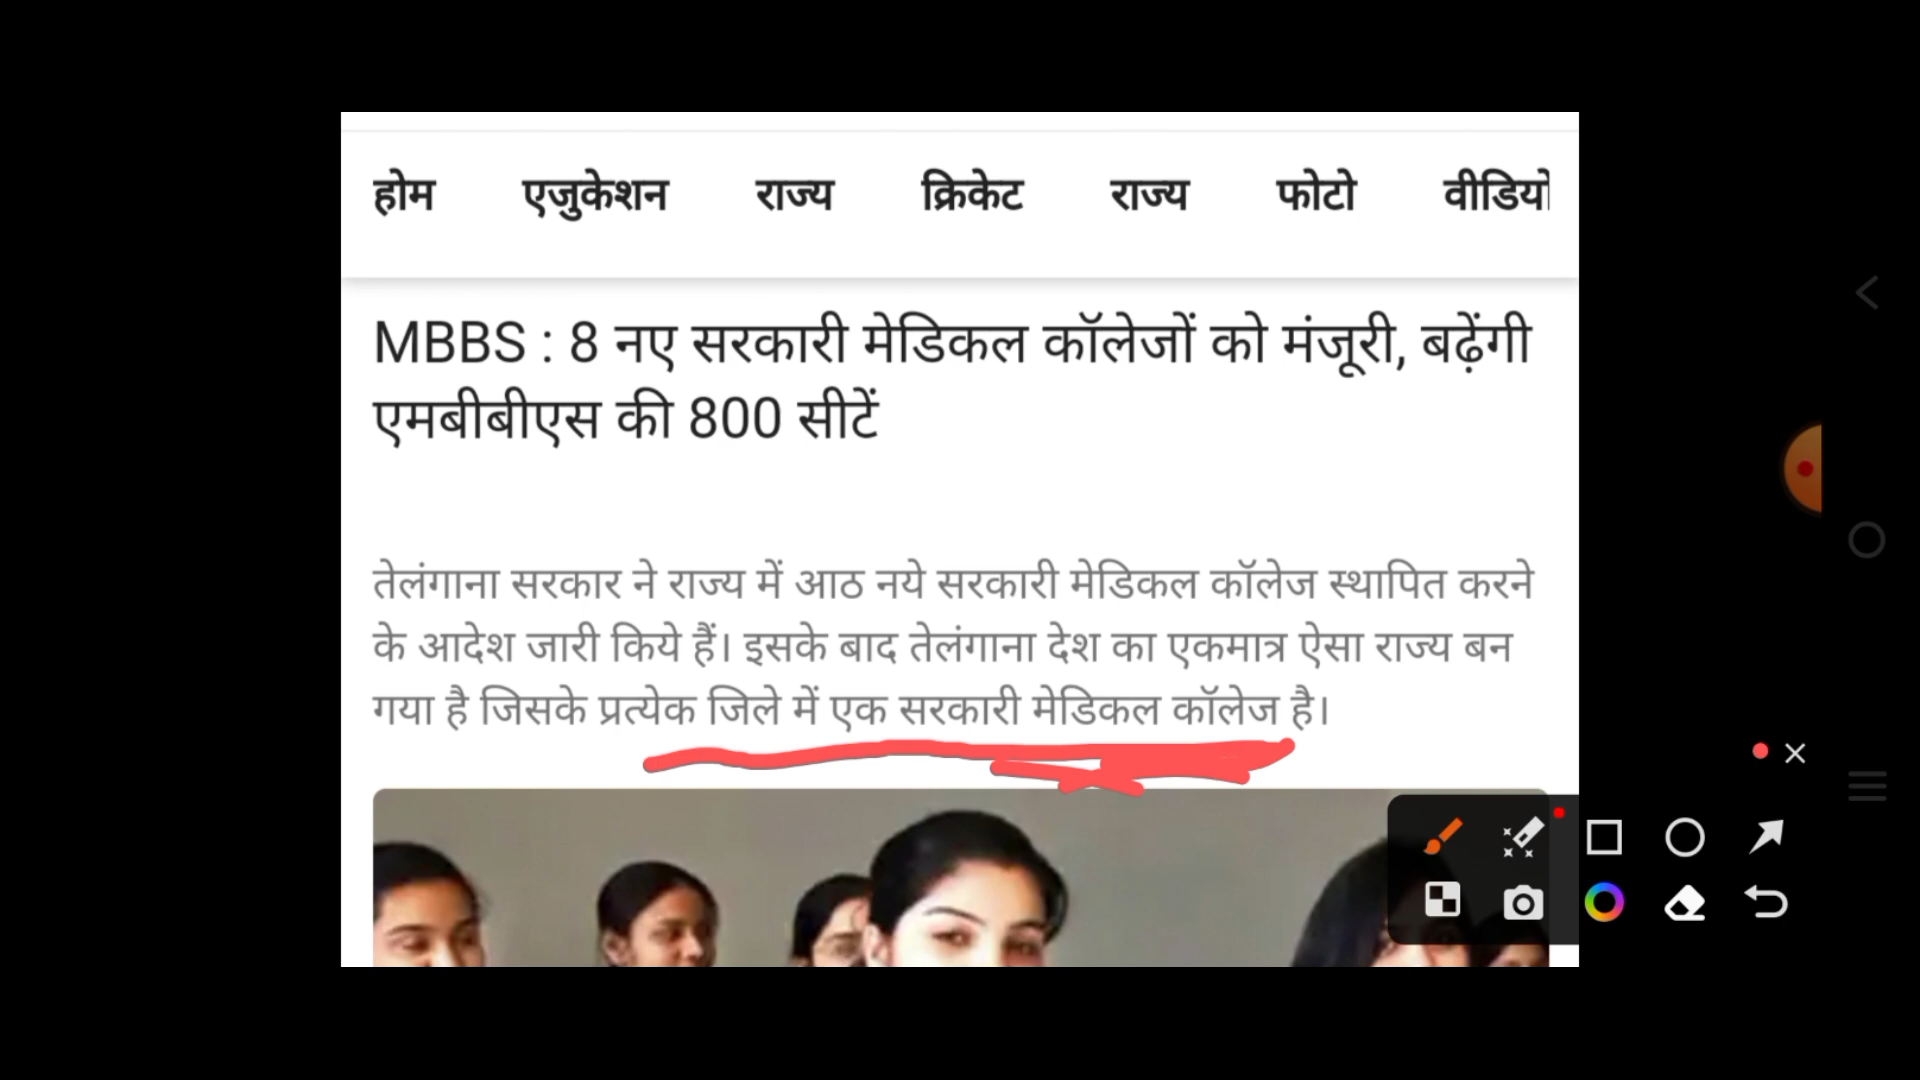 होम एजुकेशन राज्य क्रिकेट राज्य फोटो वीडियो
MBBS : 8 नए सरकारी मेडिकल कॉलेजों को मंजूरी, बढ़ेंगी
एमबीबीएस की 800 सीटें
तेलंगाना सरकार ने राज्य में आठ नये सरकारी मेडिकल कॉलेज स्थापित करने
के आदेश जारी किये हैं। इसके बाद तेलंगाना देश का एकमात्र ऐसा राज्य बन
गया है जिसके प्रत्येक जिले में एक सरकारी मेडिकल कॉलेज है।